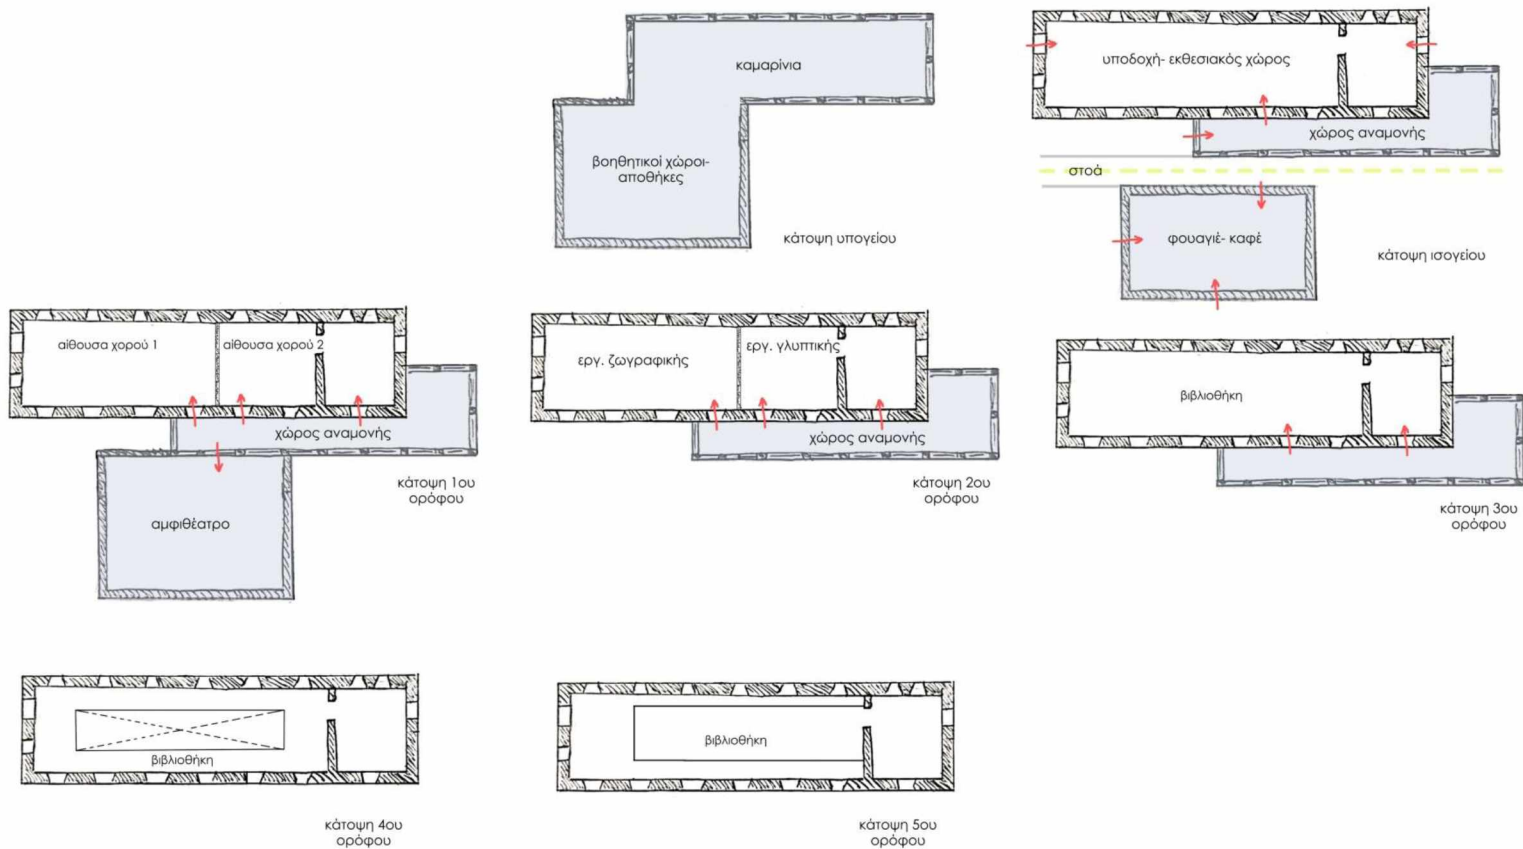 καμαρίνια
βοηθητικοί χώροι-
αποθήκες
κάτοψη υπογείου
υποδοχή- εκθεσιακός χώρος
χώρος αναμονής
στοά
φουαγιέ- καφέ
κάτοψη ισογείου
αίθουσα χορού 1
αίθουσα χορού 2
χώρος αναμονής
αμφιθέατρο
κάτοψη 1ου
ορόφου
εργ. ζωγραφικής
εργ. γλυπτικής
χώρος αναμονής
κάτοψη 2ου
ορόφου
βιβλιοθήκη
κάτοψη 3ου
ορόφου
βιβλιοθήκη
κάτοψη 4ου
ορόφου
βιβλιοθήκη
κάτοψη 5ου
ορόφου